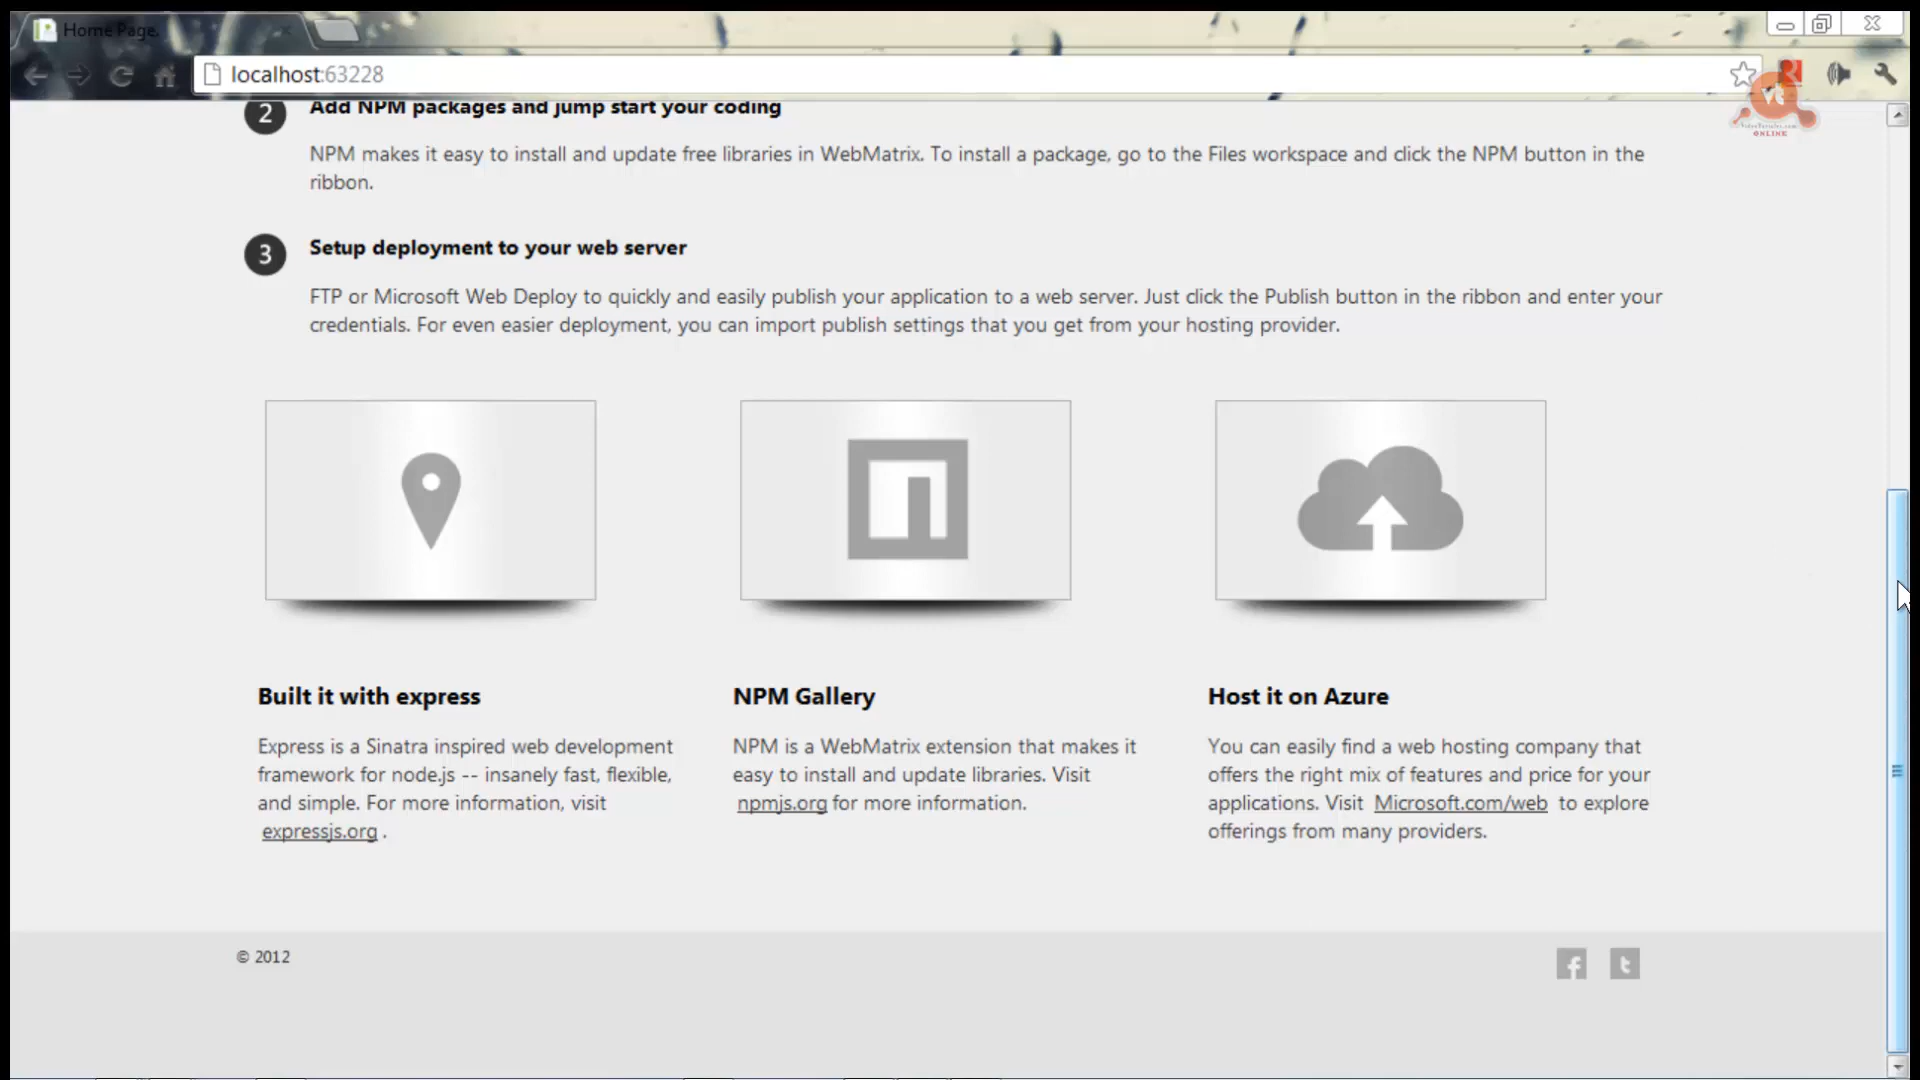 Home Page.
localhost:63228
2
Add NPM packages and jump start your coding
NPM makes it easy to install and update free libraries in WebMatrix. To install a package, go to the Files workspace and click the NPM button in the
ribbon.
3
Setup deployment to your web server
FTP or Microsoft Web Deploy to quickly and easily publish your application to a web server. Just click the Publish button in the ribbon and enter your
credentials. For even easier deployment, you can import publish settings that you get from your hosting provider.
Built it with express
Express is a Sinatra inspired web development
framework for node.js -- insanely fast, flexible,
and simple. For more information, visit
expressjs.org .
NPM Gallery
NPM is a WebMatrix extension that makes it
easy to install and update libraries. Visit
npmjs.org for more information.
Host it on Azure
You can easily find a web hosting company that
offers the right mix of features and price for your
applications. Visit Microsoft.com/web to explore
offerings from many providers.
© 2012
f
t
vt
ONLINE